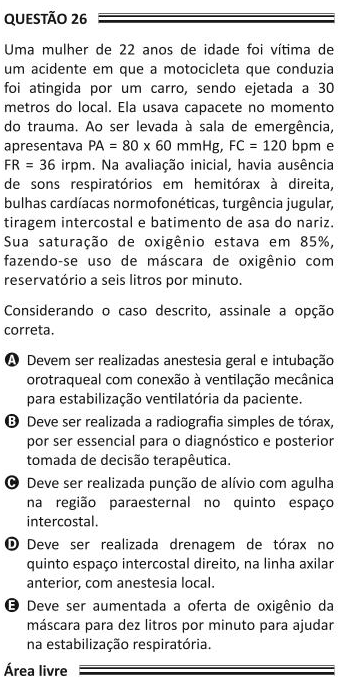 QUESTÃO 26
Uma mulher de 22 anos de idade foi vítima de
um acidente em que a motocicleta que conduzia
foi atingida por um carro, sendo ejetada a 30
metros do local. Ela usava capacete no momento
do trauma. Ao ser levada à sala de emergência,
apresentava PA = 80 x 60 mmHg, FC = 120 bpm e
FR = 36 irpm. Na avaliação inicial, havia ausência
de sons respiratórios em hemitórax à direita,
bulhas cardíacas normofonéticas, turgência jugular,
tiragem intercostal e batimento de asa do nariz.
Sua saturação de oxigênio estava em 85%,
fazendo-se uso de máscara de oxigênio com
reservatório a seis litros por minuto.
Considerando o caso descrito, assinale a opção
correta.
A Devem ser realizadas anestesia geral e intubação
orotraqueal com conexão à ventilação mecânica
para estabilização ventilatória da paciente.
B Deve ser realizada a radiografia simples de tórax,
por ser essencial para o diagnóstico e posterior
tomada de decisão terapêutica.
C Deve ser realizada punção de alívio com agulha
na região paraesternal no quinto espaço
intercostal.
D Deve ser realizada drenagem de tórax no
quinto espaço intercostal direito, na linha axilar
anterior, com anestesia local.
E Deve ser aumentada a oferta de oxigênio da
máscara para dez litros por minuto para ajudar
na estabilização respiratória.
Área livre